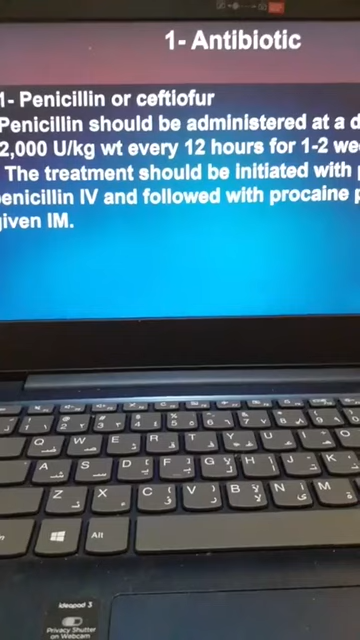 1- Antibiotic
1- Penicillin or ceftiofur
Penicillin should be administered at a
2,000 U/kg wt every 12 hours for 1-2
The treatment should be initiated with
penicillin IV and followed with procaine
given IM.
Q W E R T Y U I
A S D F G H J K
Z X C V B N M
Alt
ideapad 3
Privacy Shutter
on Webcam